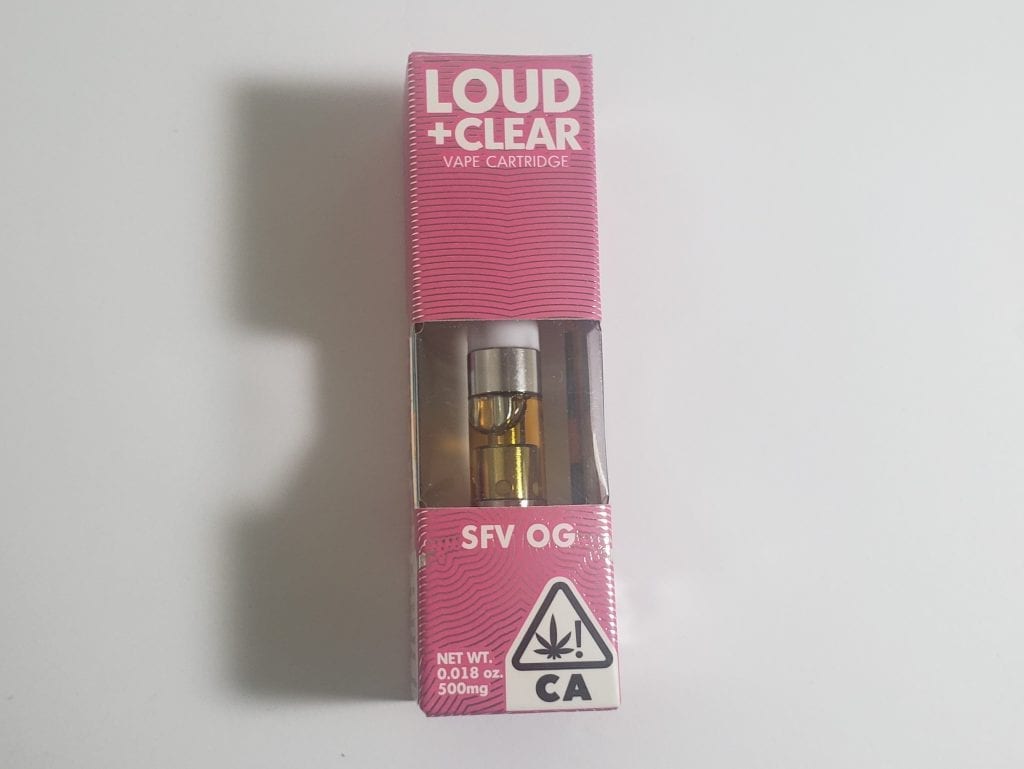 LOUD
+CLEAR
VAPE CARTRIDGE
SFV OG
NET WT.
0.018 oz.
500mg
!
CA